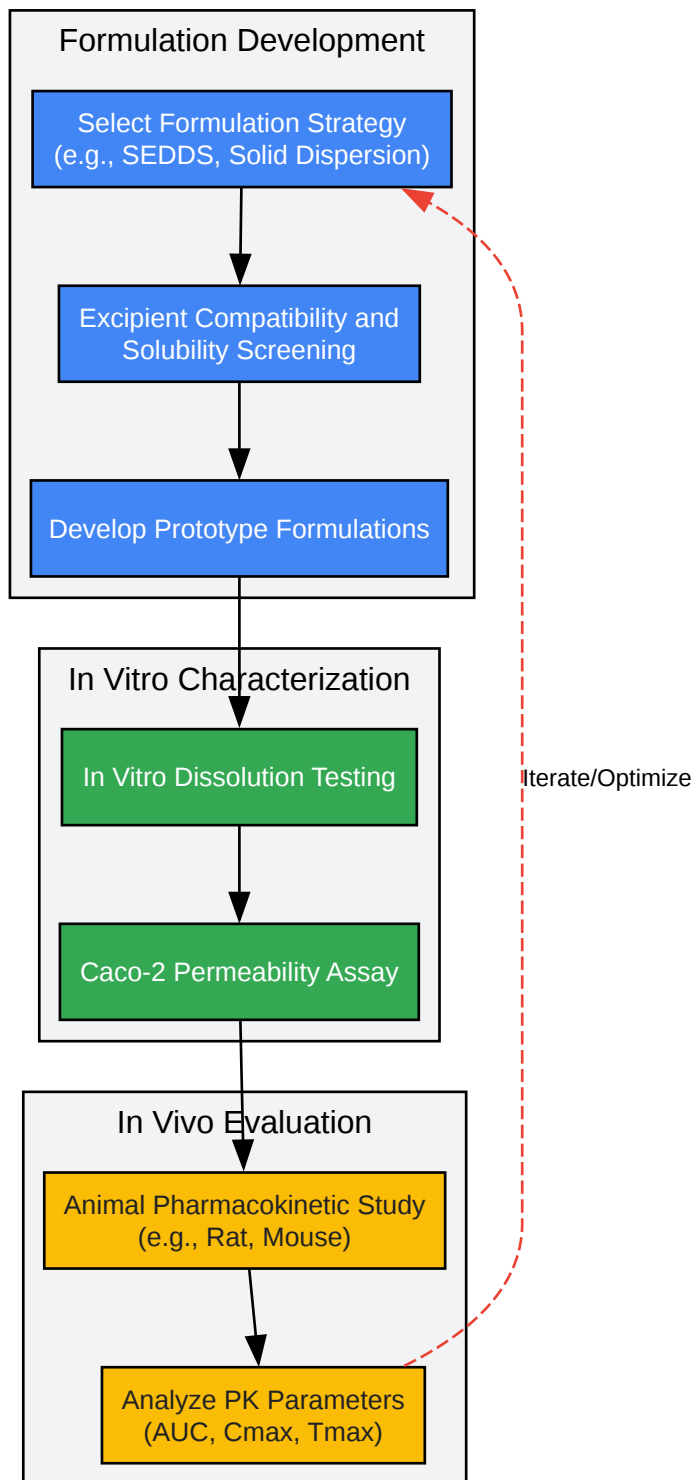 Formulation Development
Select Formulation Strategy
(e.g., SEDDS, Solid Dispersion)
Excipient Compatibility and
Solubility Screening
Develop Prototype Formulations
In Vitro Characterization
In Vitro Dissolution Testing
Iterate/Optimize
Caco-2 Permeability Assay
In Vivo Evaluation
Animal Pharmacokinetic Study
(e.g., Rat, Mouse)
Analyze PK Parameters
(AUC, Cmax, Tmax)